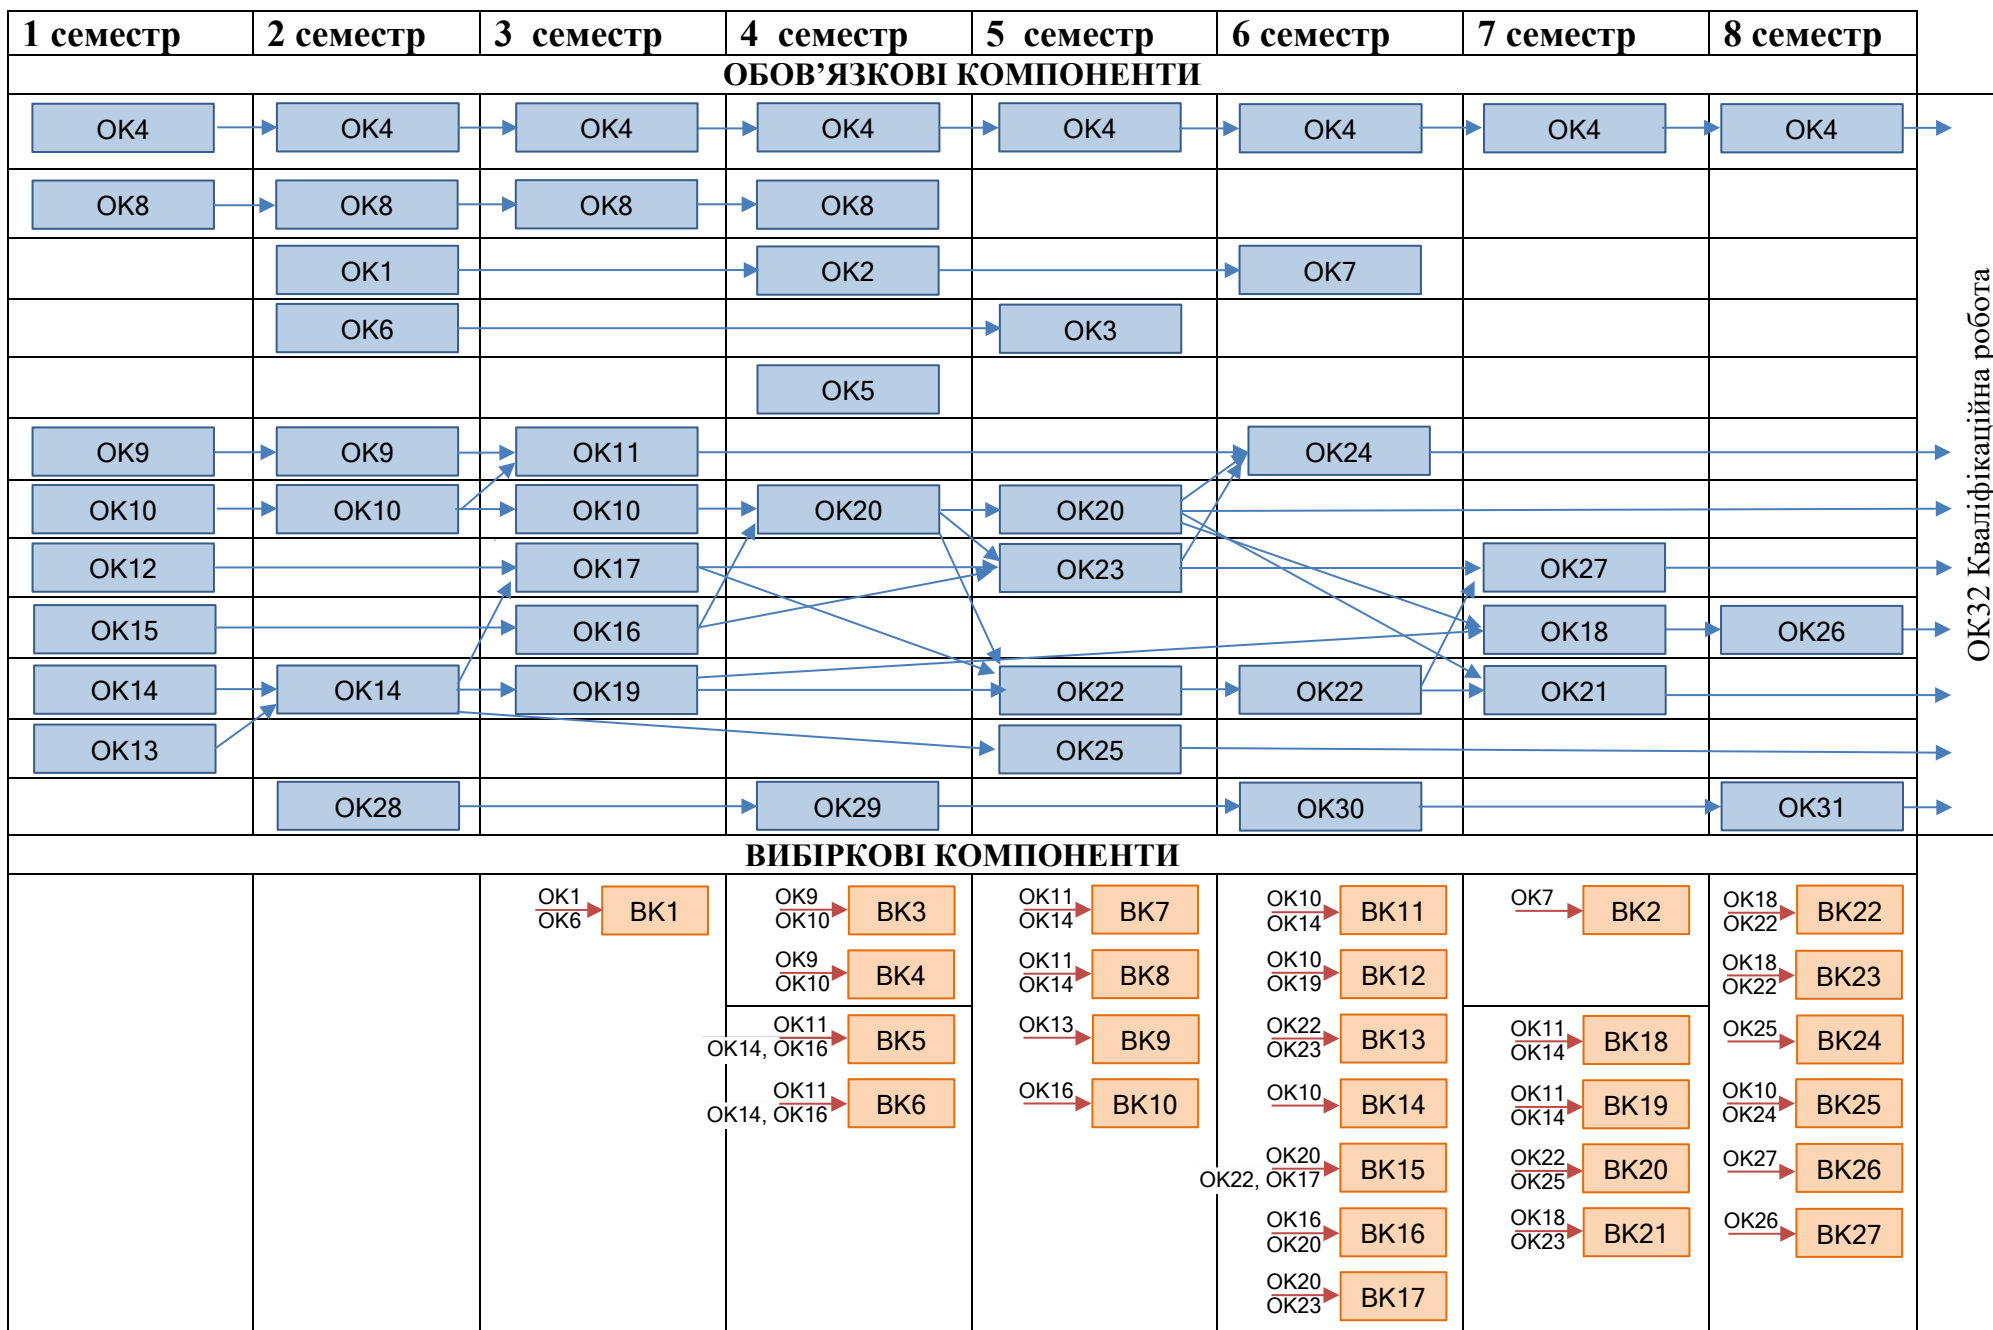 1 семестр 2 семестр 3 семестр 4 семестр 5 семестр 6 семестр 7 семестр 8 семестр
ОБОВ’ЯЗКОВІ КОМПОНЕНТИ
ОК4 ОК4 ОК4 ОК4 ОК4 ОК4 ОК4 ОК4
ОК8 ОК8 ОК8 ОК8
ОК1 ОК2 ОК7
ОК6 ОК3
ОК5
ОК9 ОК9 ОК11 ОК24
ОК10 ОК10 ОК10 ОК20 ОК20
ОК12 ОК17 ОК23 ОК27
ОК15 ОК16 ОК18 ОК26
ОК14 ОК14 ОК19 ОК22 ОК22 ОК21
ОК13 ОК25
ОК28 ОК29 ОК30 ОК31
ОК32 Кваліфікаційна робота
ВИБІРКОВІ КОМПОНЕНТИ
ОК1
ОК6
ВК1
ОК9
ОК10
ВК3
ОК9
ОК10
ВК4
ОК11
ОК14, ОК16
ВК5
ОК11
ОК14, ОК16
ВК6
ОК11
ОК14
ВК7
ОК11
ОК14
ВК8
ОК13
ВК9
ОК16
ВК10
ОК10
ОК14
ВК11
ОК10
ОК19
ВК12
ОК22
ОК23
ВК13
ОК10
ВК14
ОК20
ОК22, ОК17
ВК15
ОК16
ОК20
ВК16
ОК20
ОК23
ВК17
ОК7
ВК2
ОК11
ОК14
ВК18
ОК11
ОК14
ВК19
ОК22
ОК25
ВК20
ОК18
ОК23
ВК21
ОК18
ОК22
ВК22
ОК18
ОК22
ВК23
ОК25
ВК24
ОК10
ОК24
ВК25
ОК27
ВК26
ОК26
ВК27